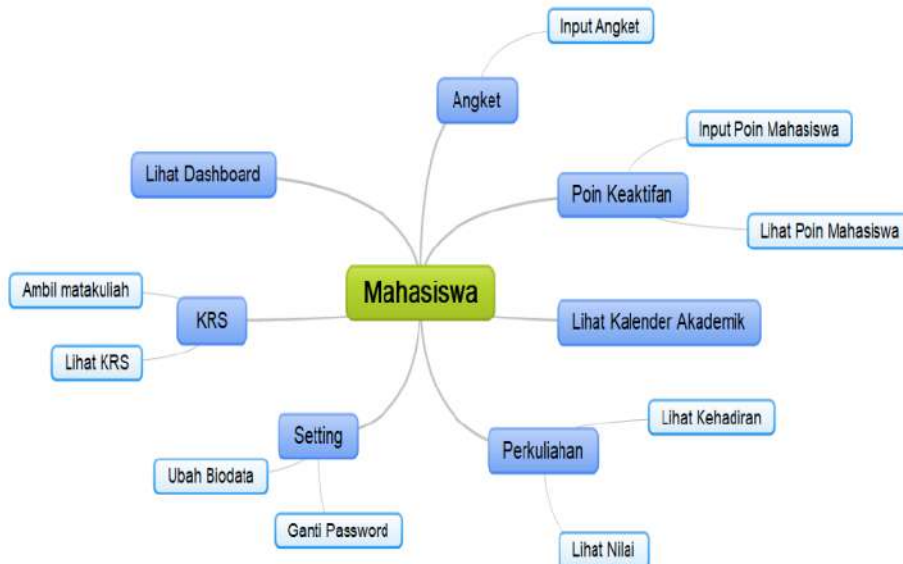 Input Angket
Angket
Input Poin Mahasiswa
Lihat Dashboard
Poin Keaktifan
Lihat Poin Mahasiswa
Ambil matakuliah
Mahasiswa
KRS
Lihat Kalender Akademik
Lihat KRS
Lihat Kehadiran
Setting
Perkuliahan
Ubah Biodata
Ganti Password
Lihat Nilai